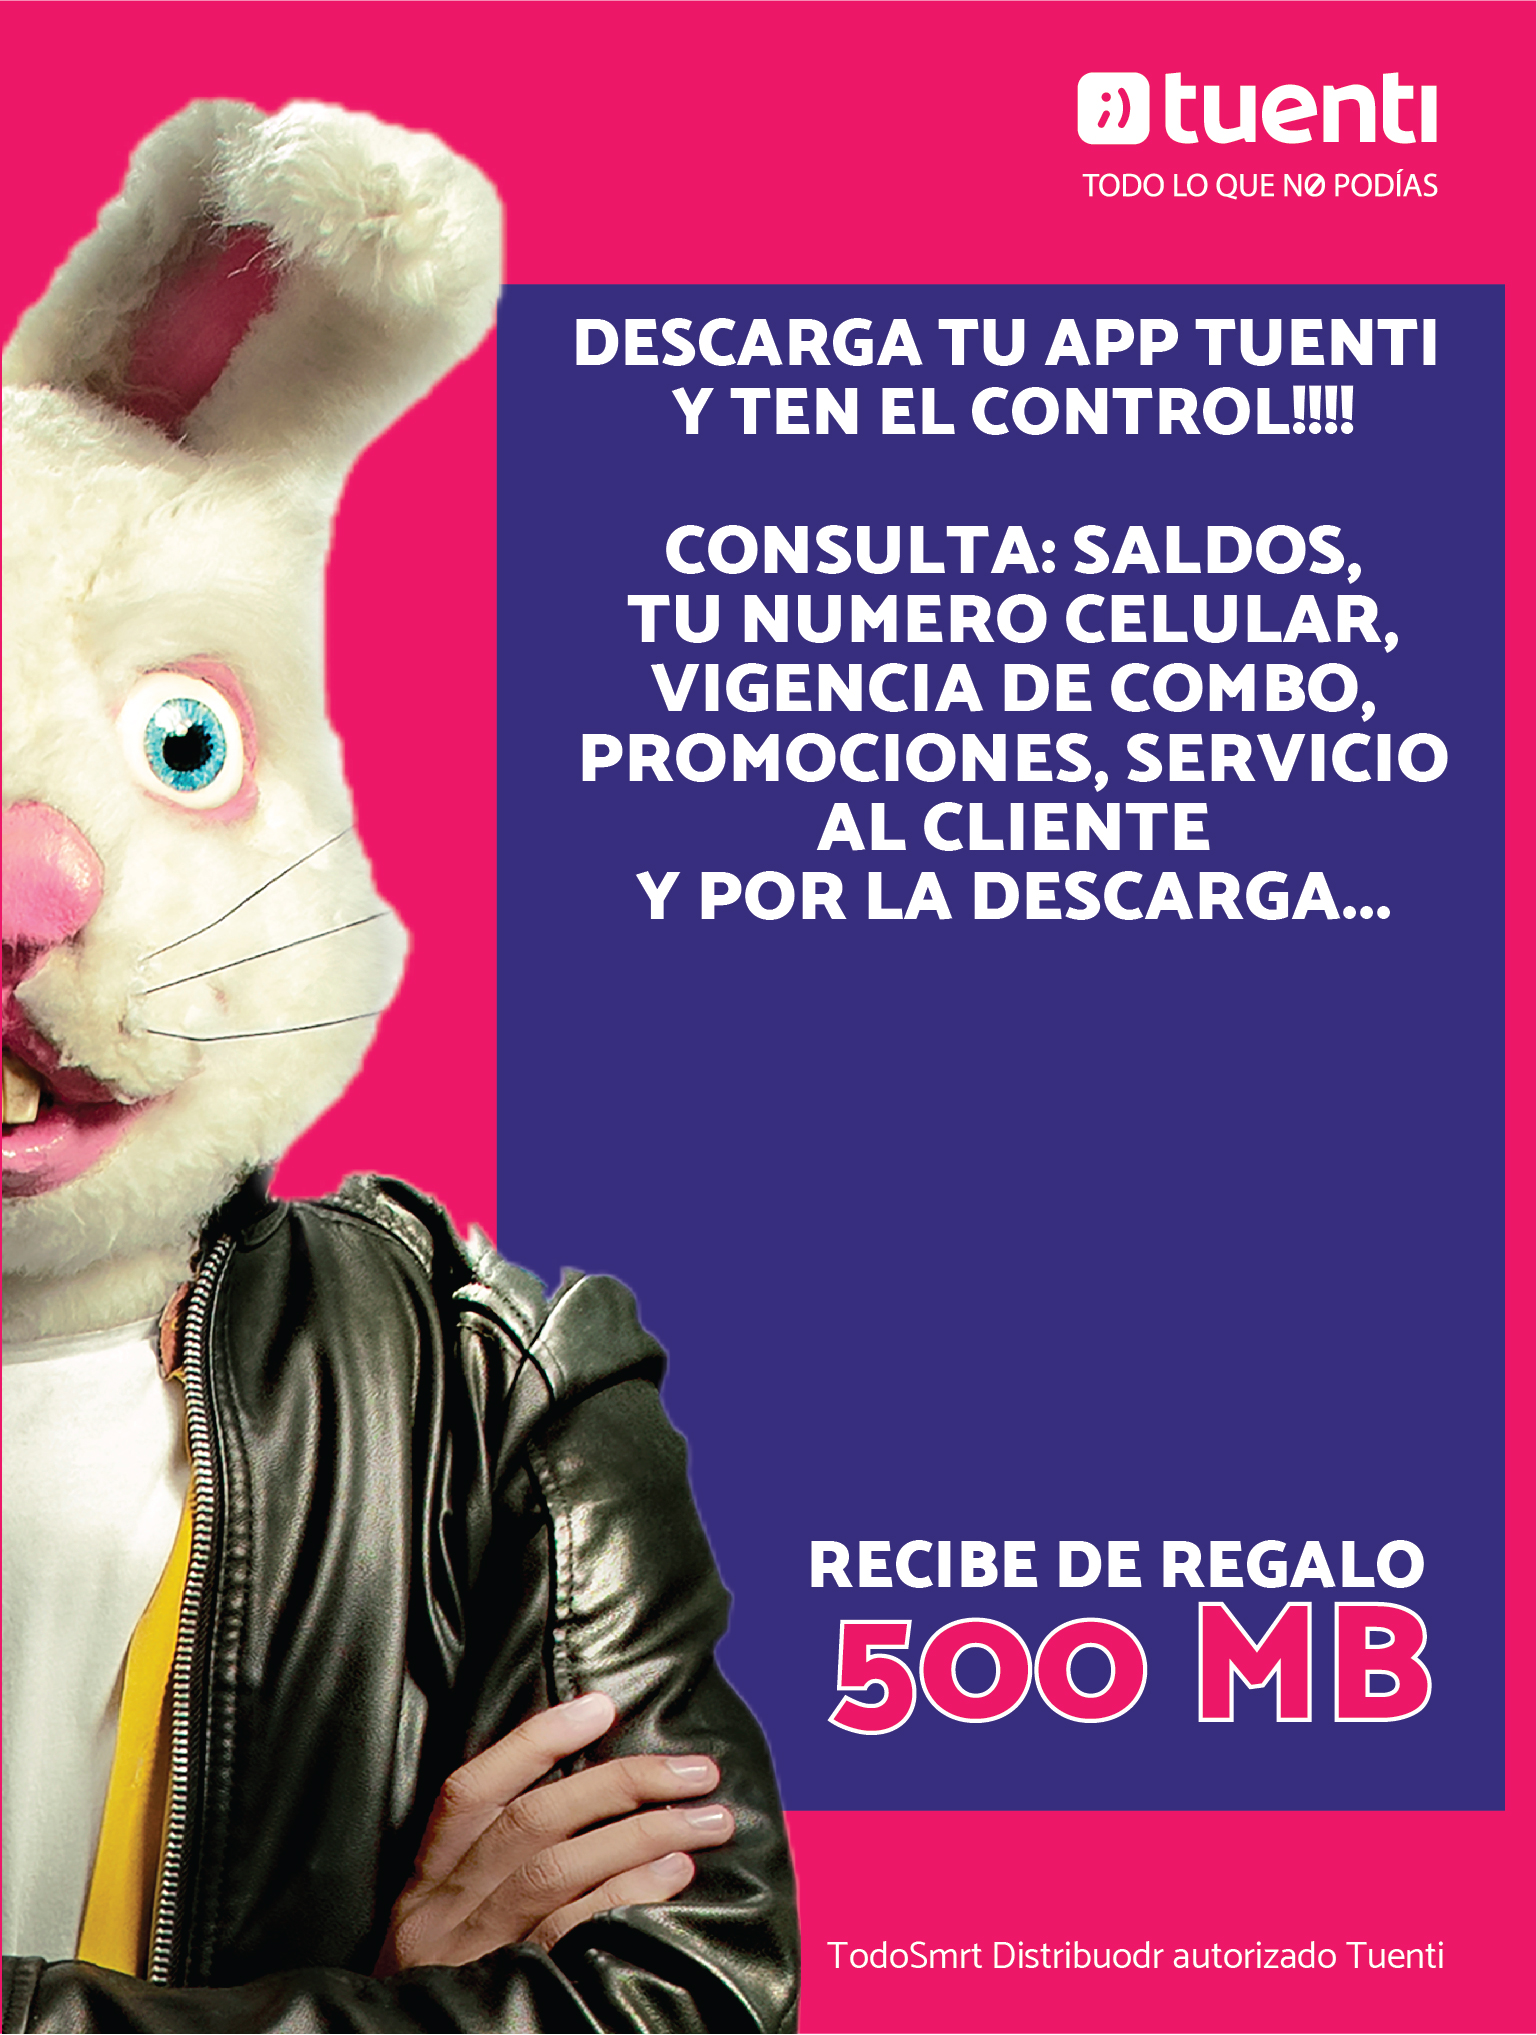 tuenti
TODO LO QUE NO PODÍAS
DESCARGA TU APP TUENTI
Y TEN EL CONTROL!!!!
CONSULTA: SALDOS,
TU NUMERO CELULAR,
VIGENCIA DE COMBO,
PROMOCIONES, SERVICIO
AL CLIENTE
Y POR LA DESCARGA...
RECIBE DE REGALO
500 MB
TodoSmrt Distribuodr autorizado Tuenti